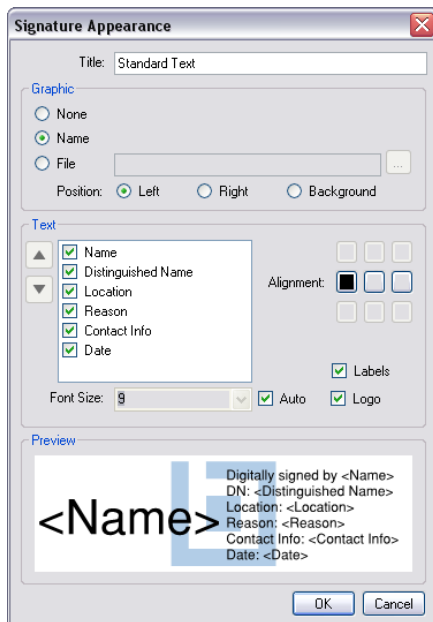 Signature Appearance
Title: Standard Text
Graphic
None
Name
File ...
Position: Left Right Background
Text
Name
Distinguished Name
Location
Reason
Contact Info
Date
Alignment:
Labels
Font Size: 9 Auto Logo
Preview
<Name>
Digitally signed by <Name>
DN: <Distinguished Name>
Location: <Location>
Reason: <Reason>
Contact Info: <Contact Info>
Date: <Date>
OK Cancel